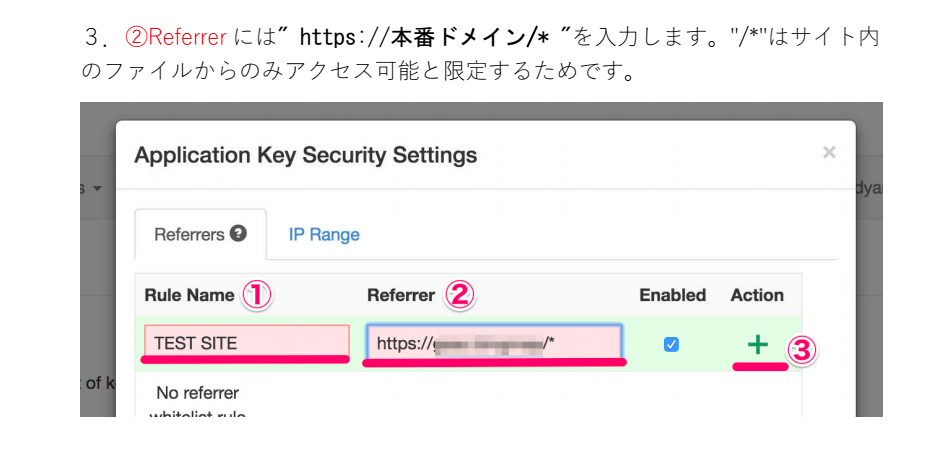 ３．②Referrer には” https://本番ドメイン/* ”を入力します。"/*"はサイト内
のファイルからのみアクセス可能と限定するためです。
Application Key Security Settings ×
s dya
Referrers ? IP Range
Rule Name ① Referrer ② Enabled Action
TEST SITE https:// /* + ③
of k
No referrer
whitelist rule